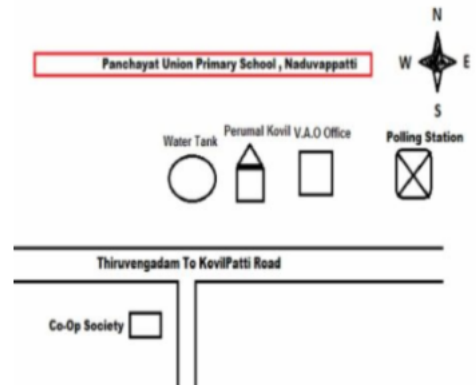 N
Panchayat Union Primary School , Naduvappatti
W E
S
Water Tank Perumal Kovil V.A.O Office Polling Station
Thiruvengadam To KovilPatti Road
Co-Op Society